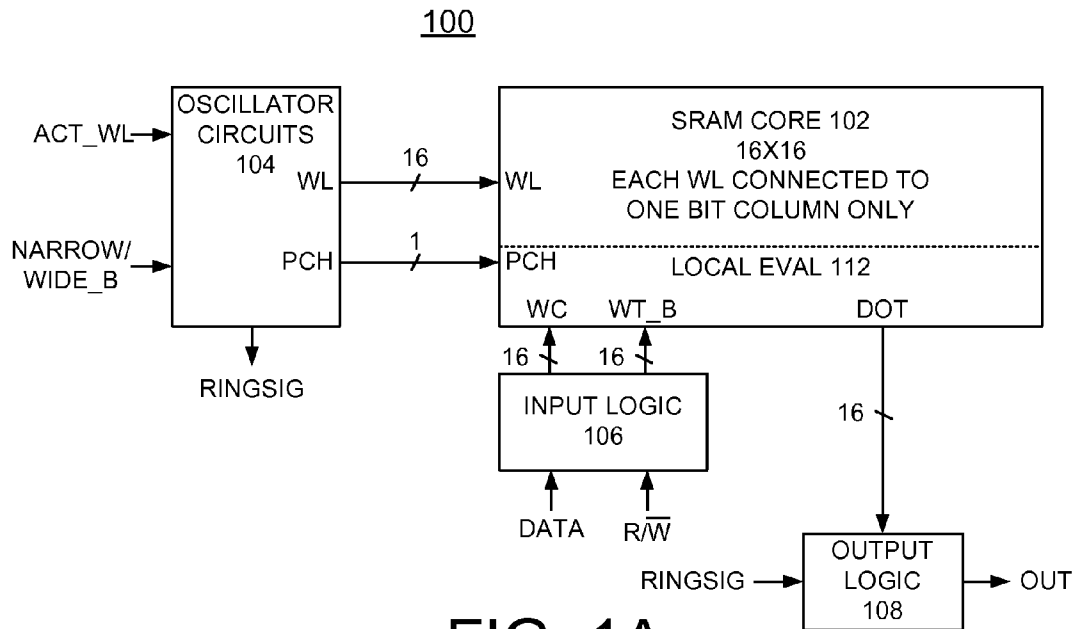 100
OSCILLATOR
CIRCUITS
104
ACT_WL
NARROW/
WIDE_B
WL
PCH
RINGSIG
16
1
WL
PCH
SRAM CORE 102
16X16
EACH WL CONNECTED TO
ONE BIT COLUMN ONLY
LOCAL EVAL 112
WC WT_B DOT
16 16
INPUT LOGIC
106
DATA R/W̅
16
RINGSIG
OUTPUT
LOGIC
108
OUT
FIG. 1A